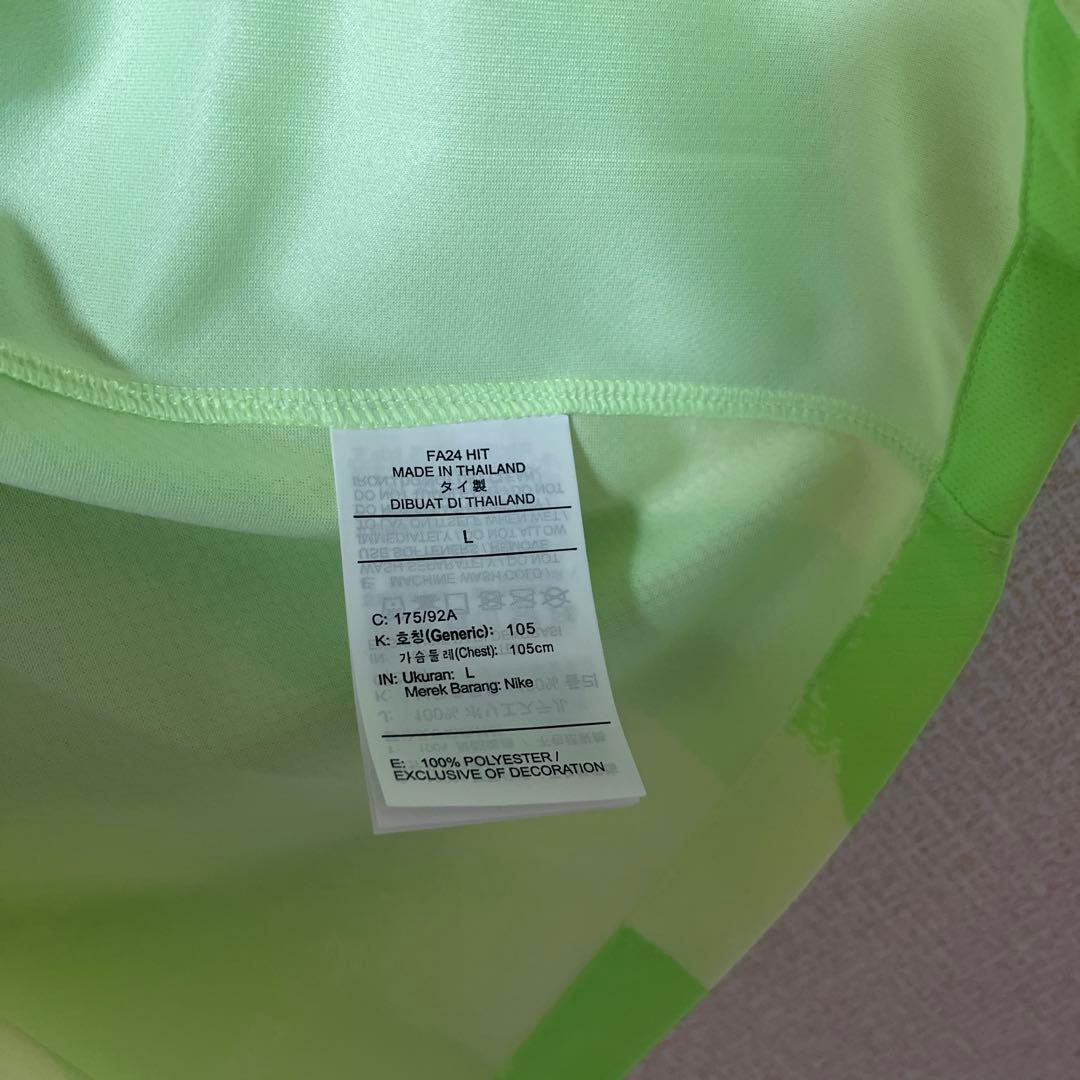 FA24 HIT
MADE IN THAILAND
タイ製
DIBUAT DI THAILAND
L
C: 175/92A
K: 호칭(Generic): 105
가슴둘레(Chest): 105cm
IN: Ukuran: L
Merek Barang: Nike
E: 100% POLYESTER /
EXCLUSIVE OF DECORATION